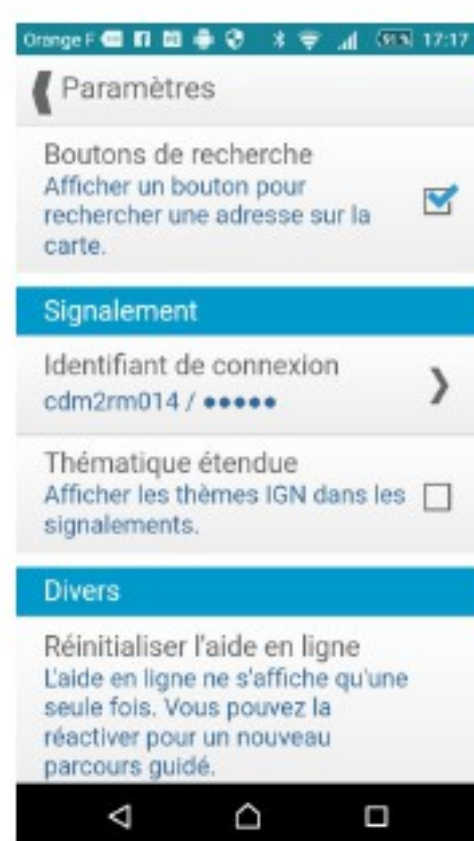 Orange F 91% 17:17
Paramètres
Boutons de recherche
Afficher un bouton pour
rechercher une adresse sur la
carte.
Signalement
Identifiant de connexion
cdm2rm014 / •••••
Thématique étendue
Afficher les thèmes IGN dans les
signalements.
Divers
Réinitialiser l'aide en ligne
L'aide en ligne ne s'affiche qu'une
seule fois. Vous pouvez la
réactiver pour un nouveau
parcours guidé.